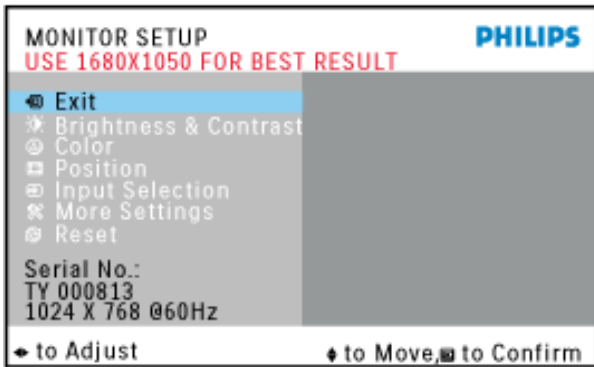 MONITOR SETUP
PHILIPS
USE 1680X1050 FOR BEST RESULT
Exit
Brightness & Contrast
Color
Position
Input Selection
More Settings
Reset
Serial No.:
TY 000813
1024 X 768 @60Hz
to Adjust
to Move, to Confirm